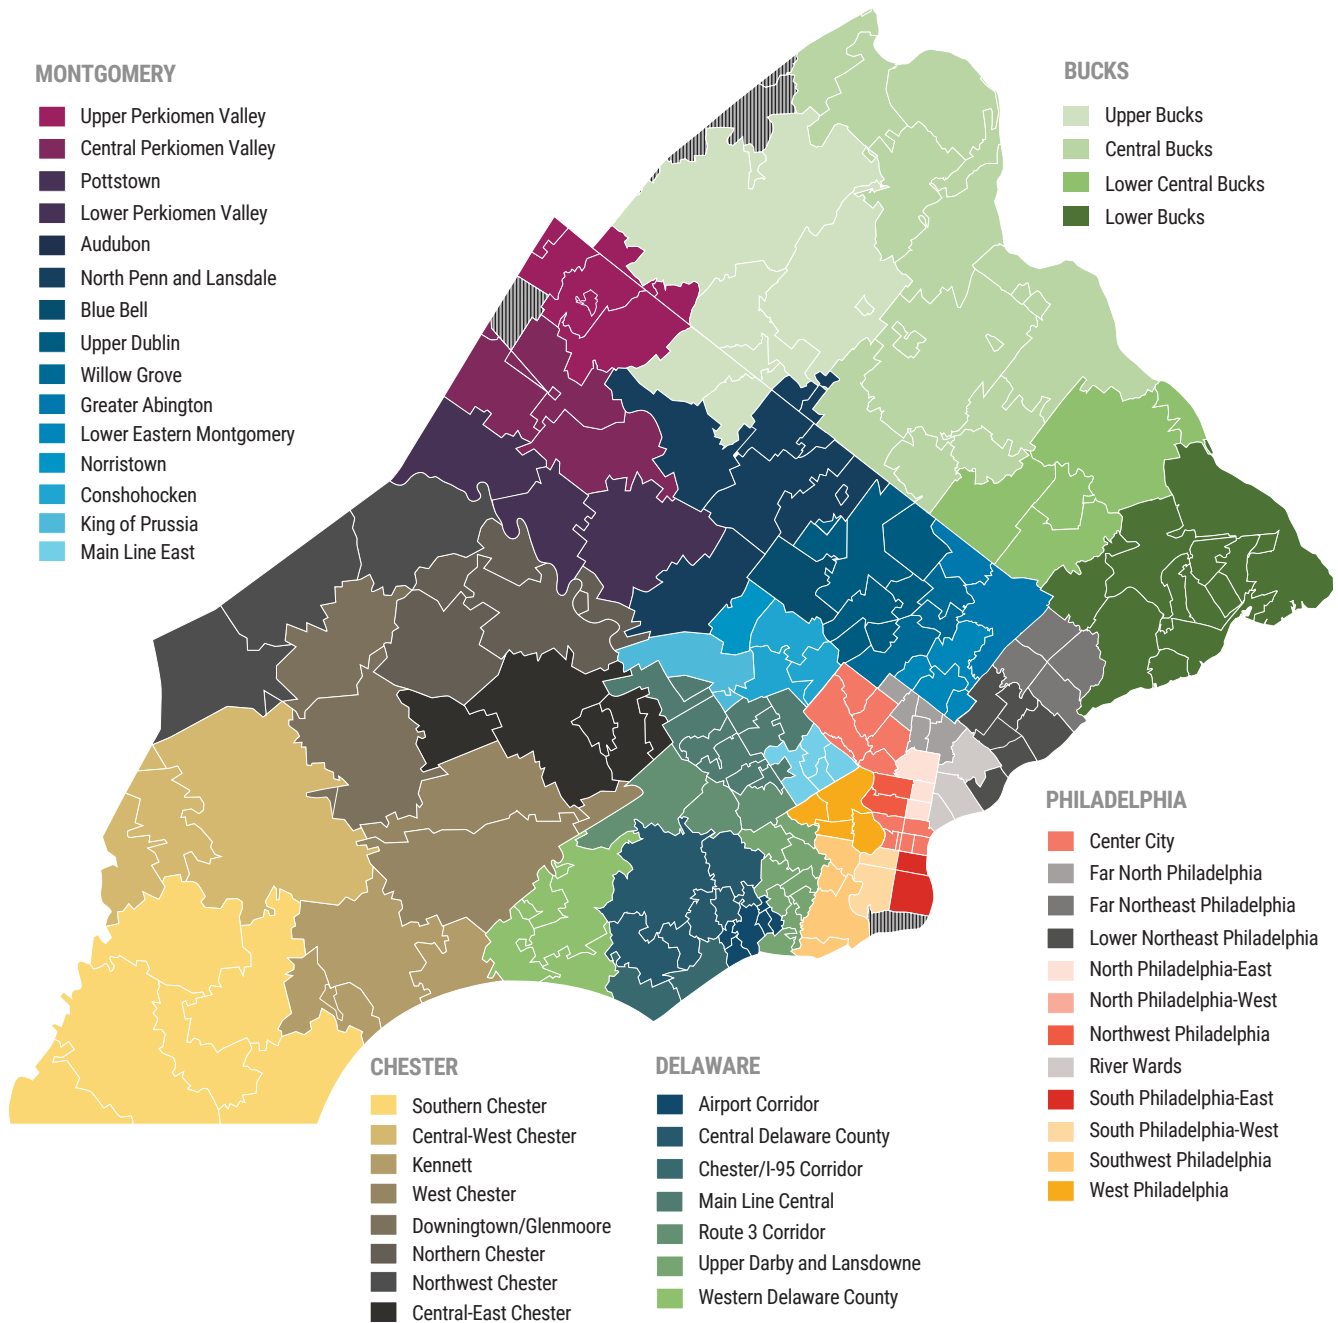 MONTGOMERY
Upper Perkiomen Valley
Central Perkiomen Valley
Pottstown
Lower Perkiomen Valley
Audubon
North Penn and Lansdale
Blue Bell
Upper Dublin
Willow Grove
Greater Abington
Lower Eastern Montgomery
Norristown
Conshohocken
King of Prussia
Main Line East
BUCKS
Upper Bucks
Central Bucks
Lower Central Bucks
Lower Bucks
PHILADELPHIA
Center City
Far North Philadelphia
Far Northeast Philadelphia
Lower Northeast Philadelphia
North Philadelphia-East
North Philadelphia-West
Northwest Philadelphia
River Wards
South Philadelphia-East
South Philadelphia-West
Southwest Philadelphia
West Philadelphia
CHESTER
Southern Chester
Central-West Chester
Kennett
West Chester
Downingtown/Glenmoore
Northern Chester
Northwest Chester
Central-East Chester
DELAWARE
Airport Corridor
Central Delaware County
Chester/I-95 Corridor
Main Line Central
Route 3 Corridor
Upper Darby and Lansdowne
Western Delaware County